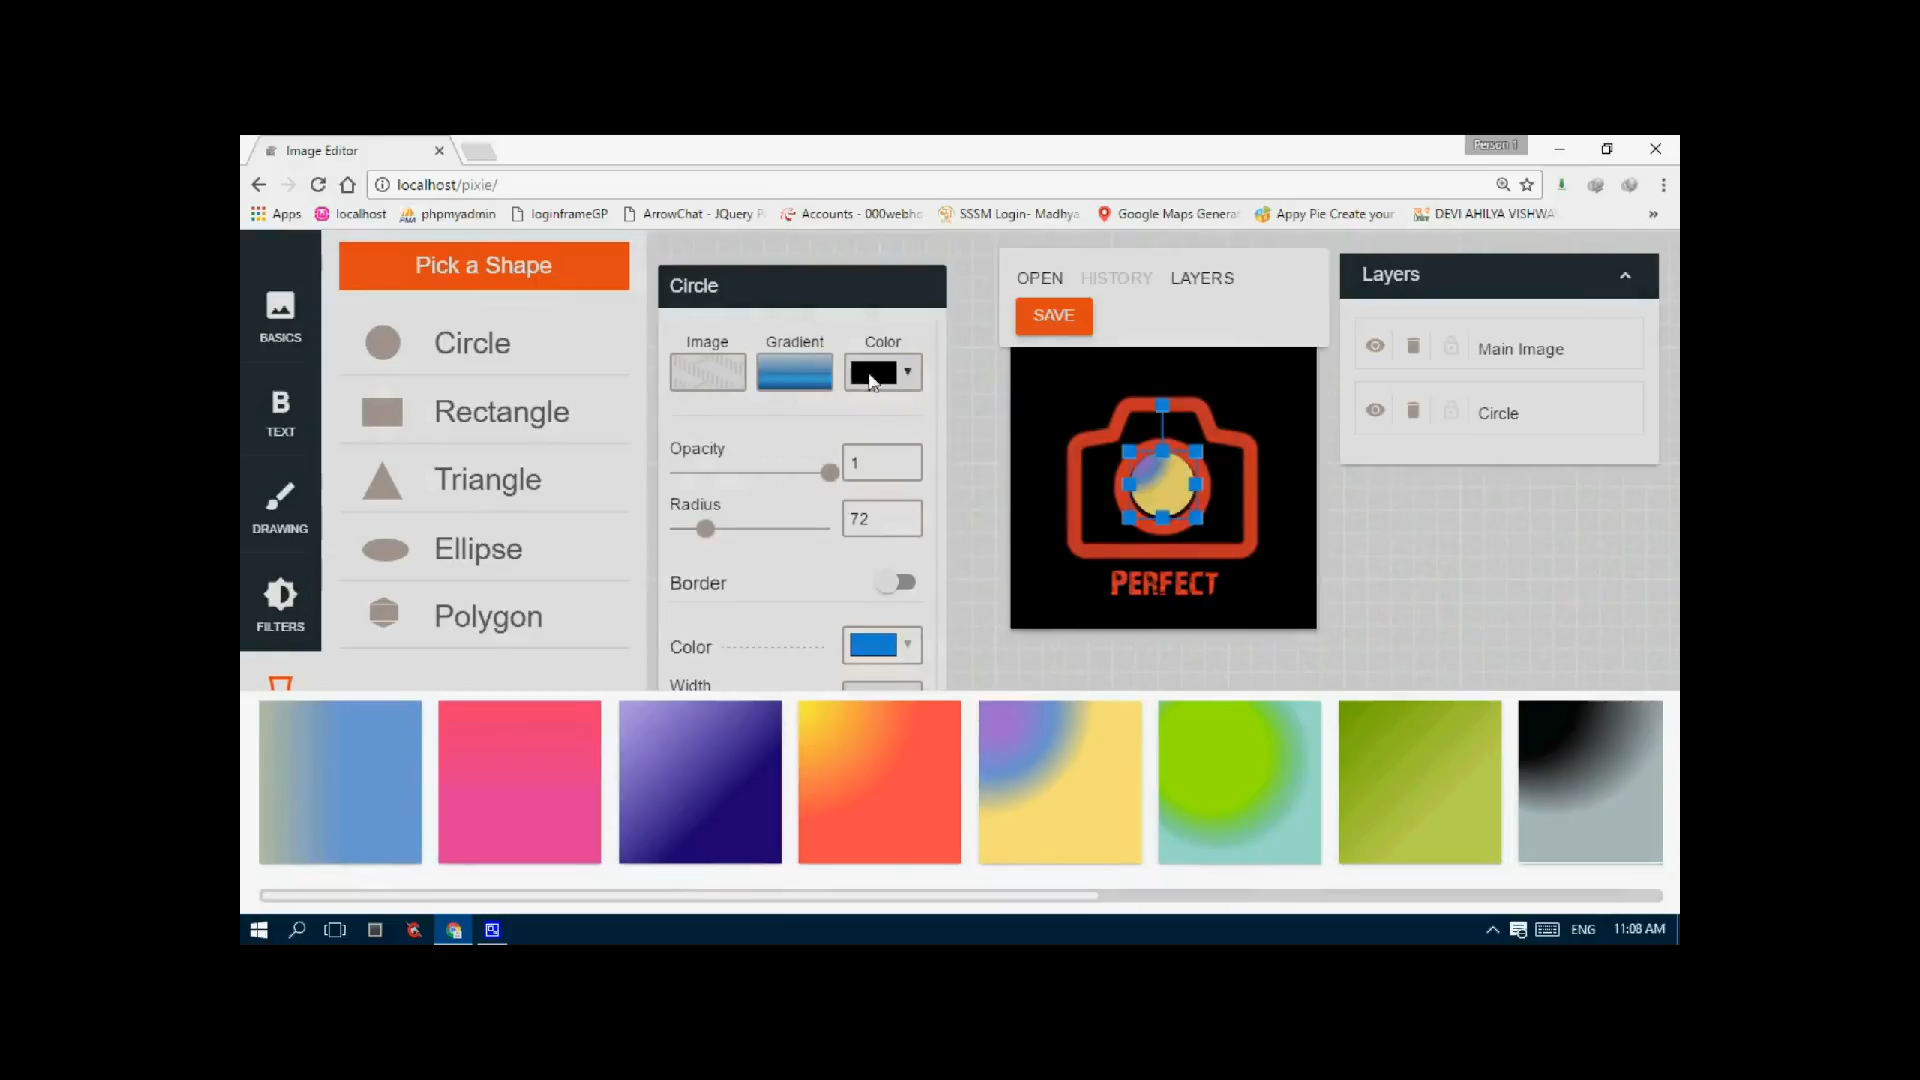 Image Editor
Person 1
localhost/pixie/
Apps localhost phpmyadmin loginframeGP ArrowChat - JQuery P Accounts - 000webho SSSM Login- Madhya Google Maps Genera Appy Pie Create your DEVI AHILYA VISHWA »
BASICS
TEXT
DRAWING
FILTERS
Pick a Shape
Circle
Rectangle
Triangle
Ellipse
Polygon
Circle
Image Gradient Color
Opacity
1
Radius
72
Border
Color
Width
OPEN HISTORY LAYERS
SAVE
PERFECT
Layers
Main Image
Circle
ENG 11:08 AM